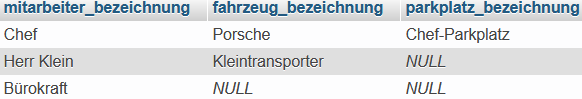 mitarbeiter_bezeichnung fahrzeug_bezeichnung parkplatz_bezeichnung
Chef Porsche Chef-Parkplatz
Herr Klein Kleintransporter NULL
Bürokraft NULL NULL